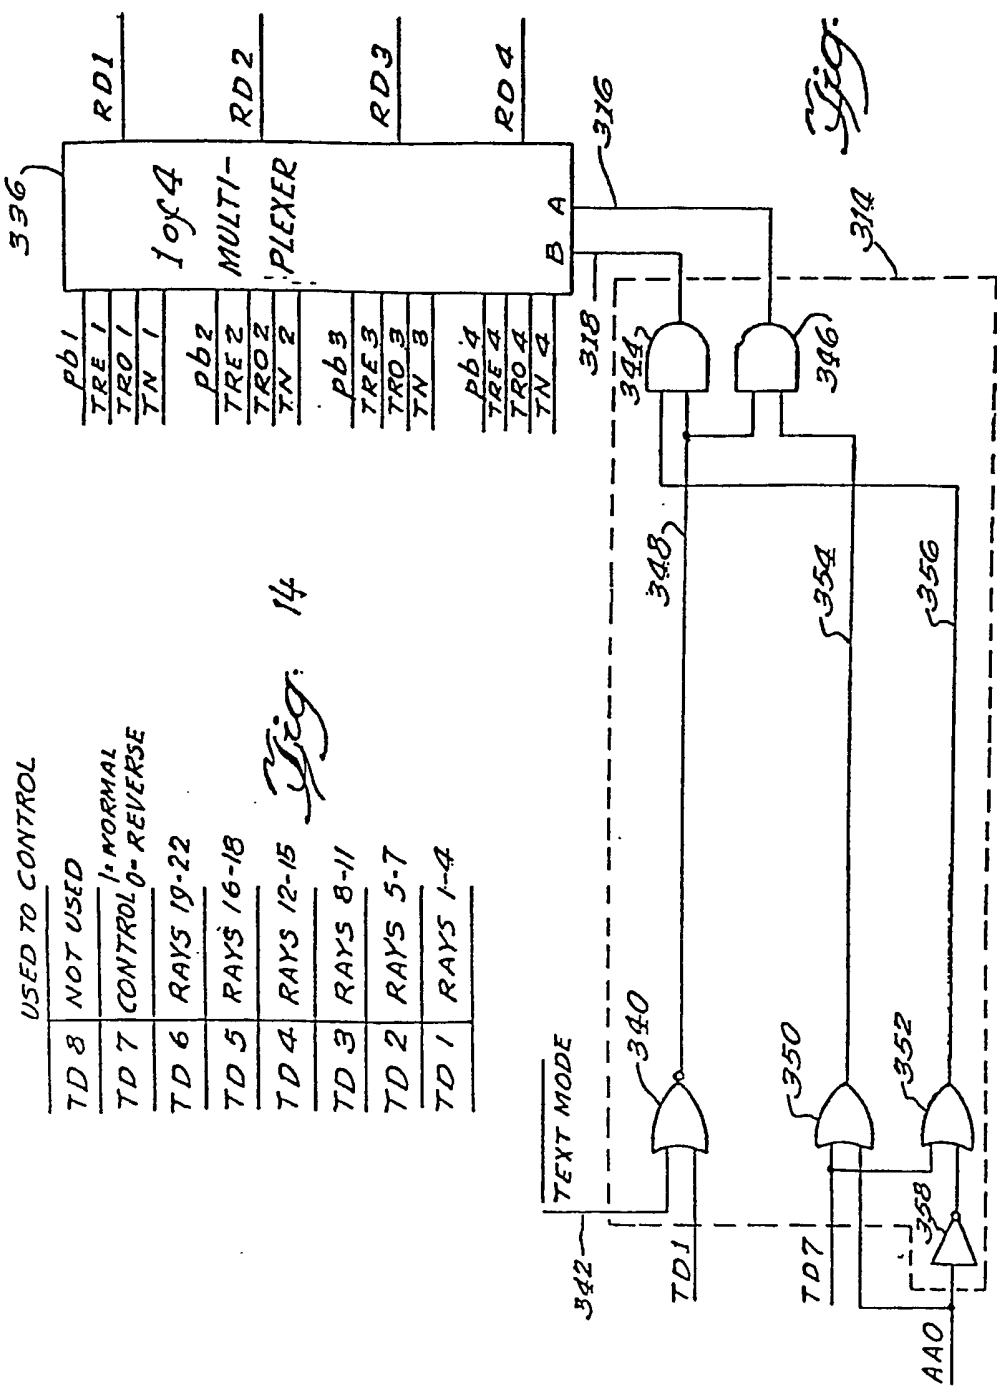 USED TO CONTROL
TD 8 NOT USED
TD 7 CONTROL 1= NORMAL
0= REVERSE
TD 6 RAYS 19-22
TD 5 RAYS 16-18
TD 4 RAYS 12-15
TD 3 RAYS 8-11
TD 2 RAYS 5-7
TD 1 RAYS 1-4
Fig. 14
336
1 of 4
MULTI-
PLEXER
pb1
TRE 1
TRO 1
TN 1
pb2
TRE 2
TRO 2
TN 2
pb3
TRE 3
TRO 3
TN 3
pb4
TRE 4
TRO 4
TN 4
RD1
RD2
RD3
RD4
B
A
318
316
344
346
314
TEXT MODE
342
340
348
TD1
TD7
350
354
352
356
358
AA0
Fig.